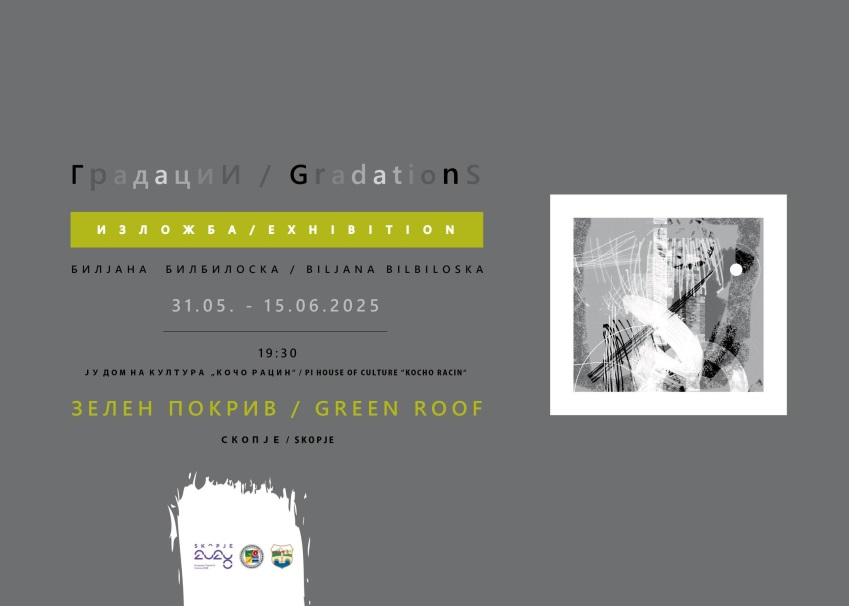 ГрадациИ / GradationS
ИЗЛОЖБА/EXHIBITION
БИЛЈАНА БИЛБИЛОСКА / BILJANA BILBILOSKA
31.05. - 15.06.2025
19:30
ЈУ ДОМ НА КУЛТУРА „КОЧО РАЦИН“ / PI HOUSE OF CULTURE “KOCHO RACIN”
ЗЕЛЕН ПОКРИВ / GREEN ROOF
СКОПЈЕ / SKOPJE
SKOPJE
2028